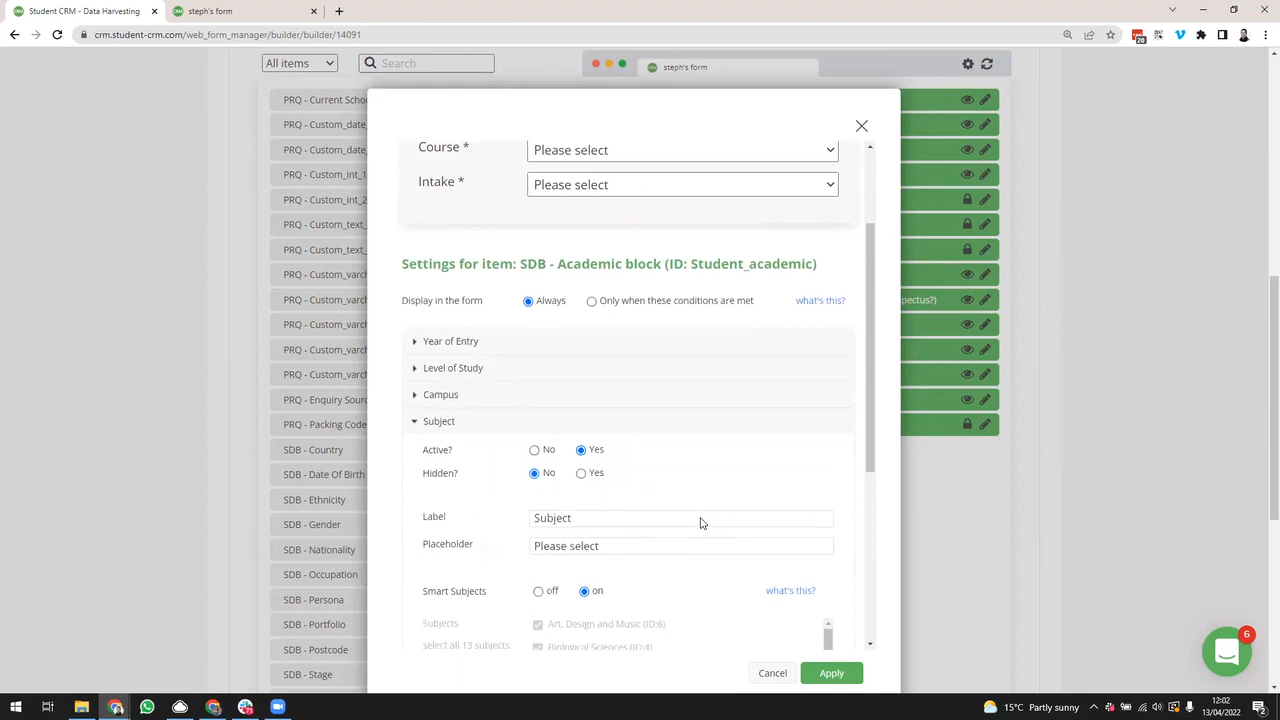 Student CRM - Data Harvesting
steph's form
crm.student-crm.com/web_form_manager/builder/builder/14091
20
All items
Search
steph's form
PRQ - Current Schoo
PRQ - Custom_date_
PRQ - Custom_date_
PRQ - Custom_int_1
PRQ - Custom_int_2
PRQ - Custom_text_
PRQ - Custom_text_
PRQ - Custom_varch
PRQ - Custom_varch
pectus?)
PRQ - Custom_varch
PRQ - Custom_varch
PRQ - Custom_varch
PRQ - Enquiry Sourc
PRQ - Packing Code
SDB - Country
SDB - Date Of Birth
SDB - Ethnicity
SDB - Gender
SDB - Nationality
SDB - Occupation
SDB - Persona
SDB - Portfolio
SDB - Postcode
SDB - Stage
Course *
Please select
Intake *
Please select
Settings for item: SDB - Academic block (ID: Student_academic)
Display in the form
Always
Only when these conditions are met
what's this?
Year of Entry
Level of Study
Campus
Subject
Active?
No
Yes
Hidden?
No
Yes
Label
Subject
Placeholder
Please select
Smart Subjects
off
on
what's this?
Subjects
Art, Design and Music (ID:6)
select all 13 subjects
Biological Sciences (ID:4)
Cancel
Apply
6
15°C Partly sunny
12:02
13/04/2022
2